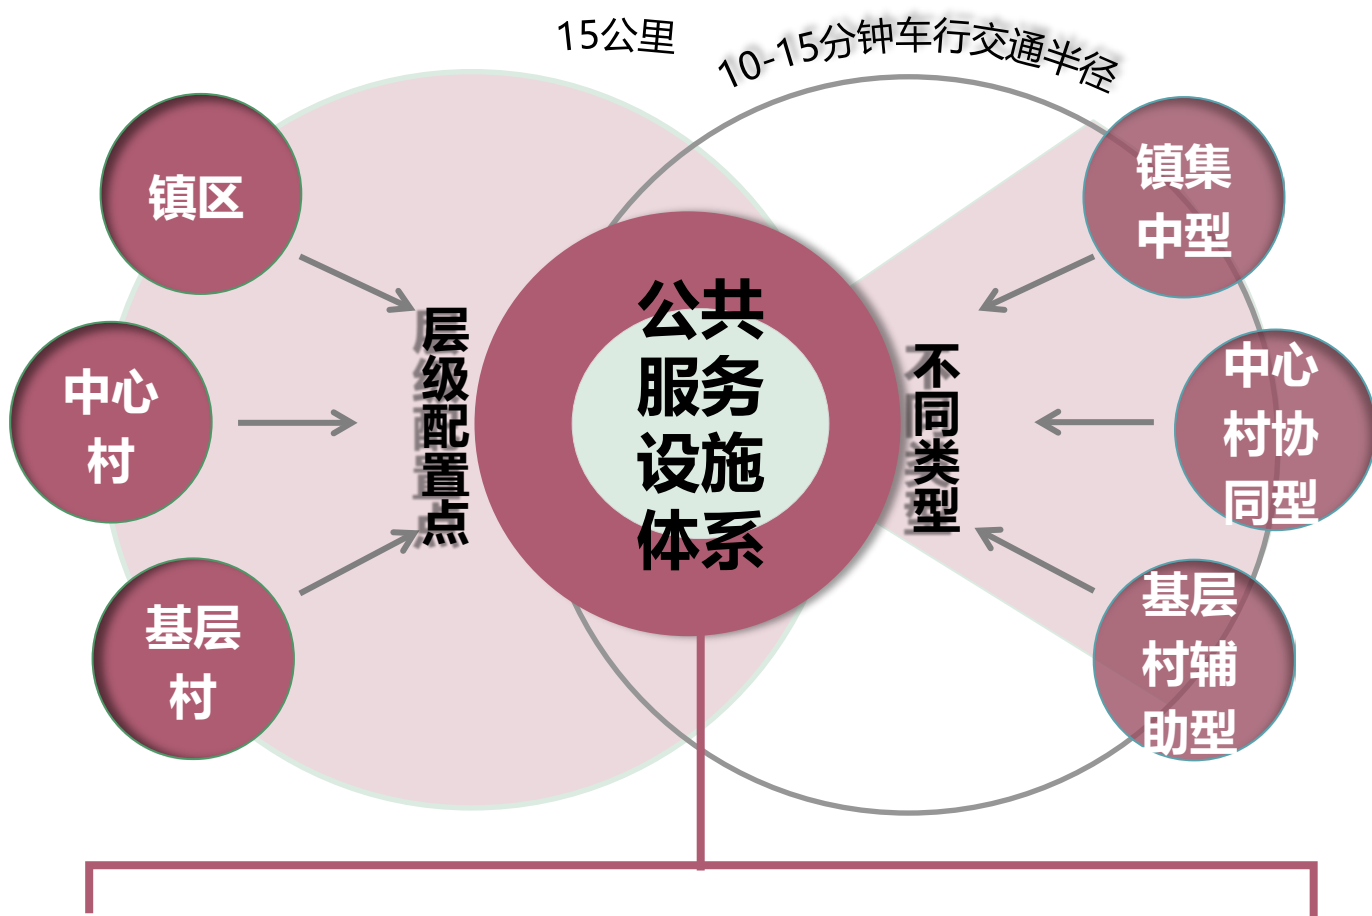 15公里
10-15分钟车行交通半径
镇区
中心
村
基层
村
层级配置点
公共
服务
设施
体系
不同类型
镇集
中型
中心
村协
同型
基层
村辅
助型